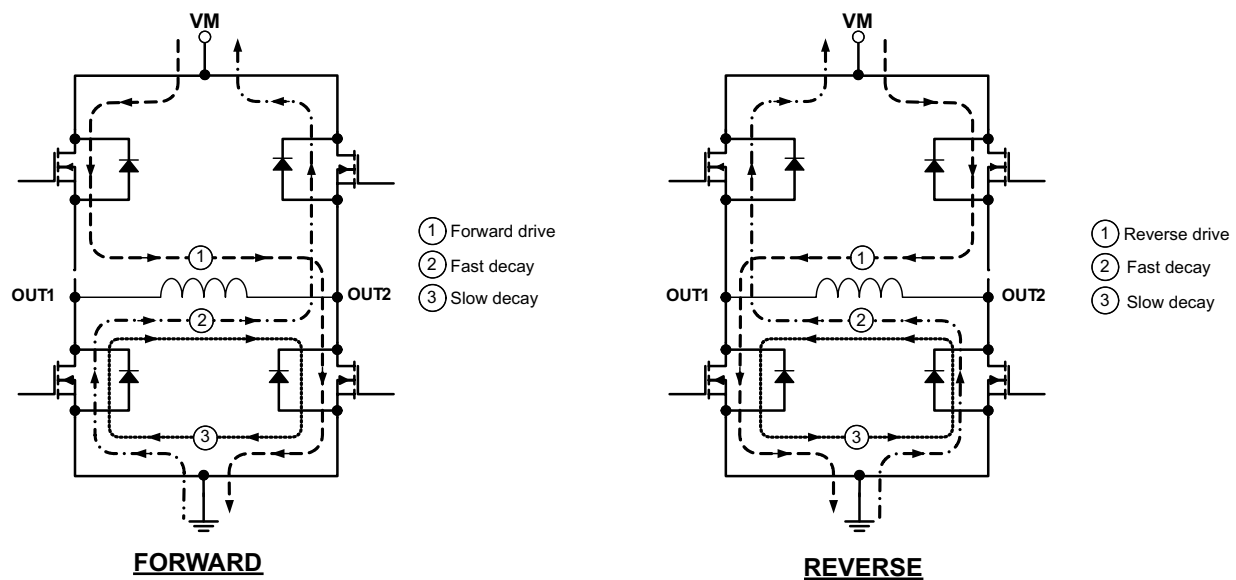 VM
1 Forward drive
2 Fast decay
3 Slow decay
1
OUT1
OUT2
2
3
FORWARD
VM
1 Reverse drive
2 Fast decay
3 Slow decay
1
OUT1
OUT2
2
3
REVERSE